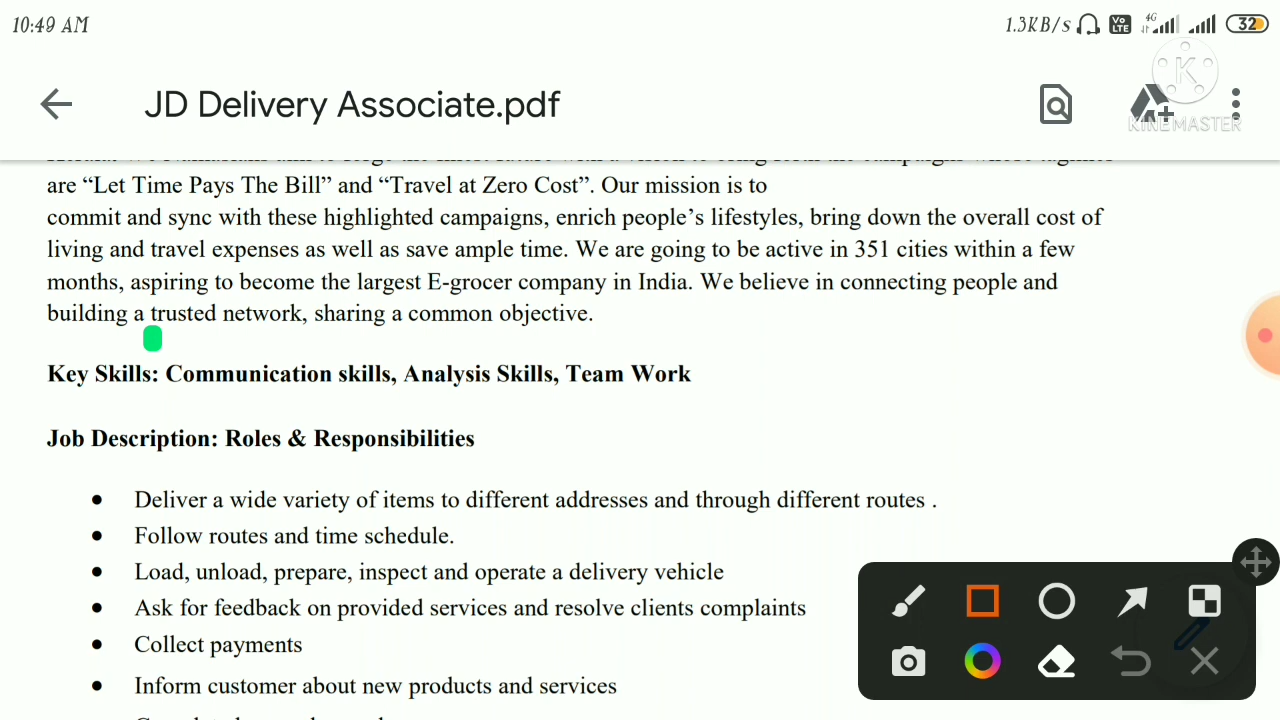 10:49 AM 1.3KB/s Vo LTE 4G 32
JD Delivery Associate.pdf
KINEMASTER
are “Let Time Pays The Bill” and “Travel at Zero Cost”. Our mission is to
commit and sync with these highlighted campaigns, enrich people’s lifestyles, bring down the overall cost of
living and travel expenses as well as save ample time. We are going to be active in 351 cities within a few
months, aspiring to become the largest E-grocer company in India. We believe in connecting people and
building a trusted network, sharing a common objective.
Key Skills: Communication skills, Analysis Skills, Team Work
Job Description: Roles & Responsibilities
• Deliver a wide variety of items to different addresses and through different routes .
• Follow routes and time schedule.
• Load, unload, prepare, inspect and operate a delivery vehicle
• Ask for feedback on provided services and resolve clients complaints
• Collect payments
• Inform customer about new products and services